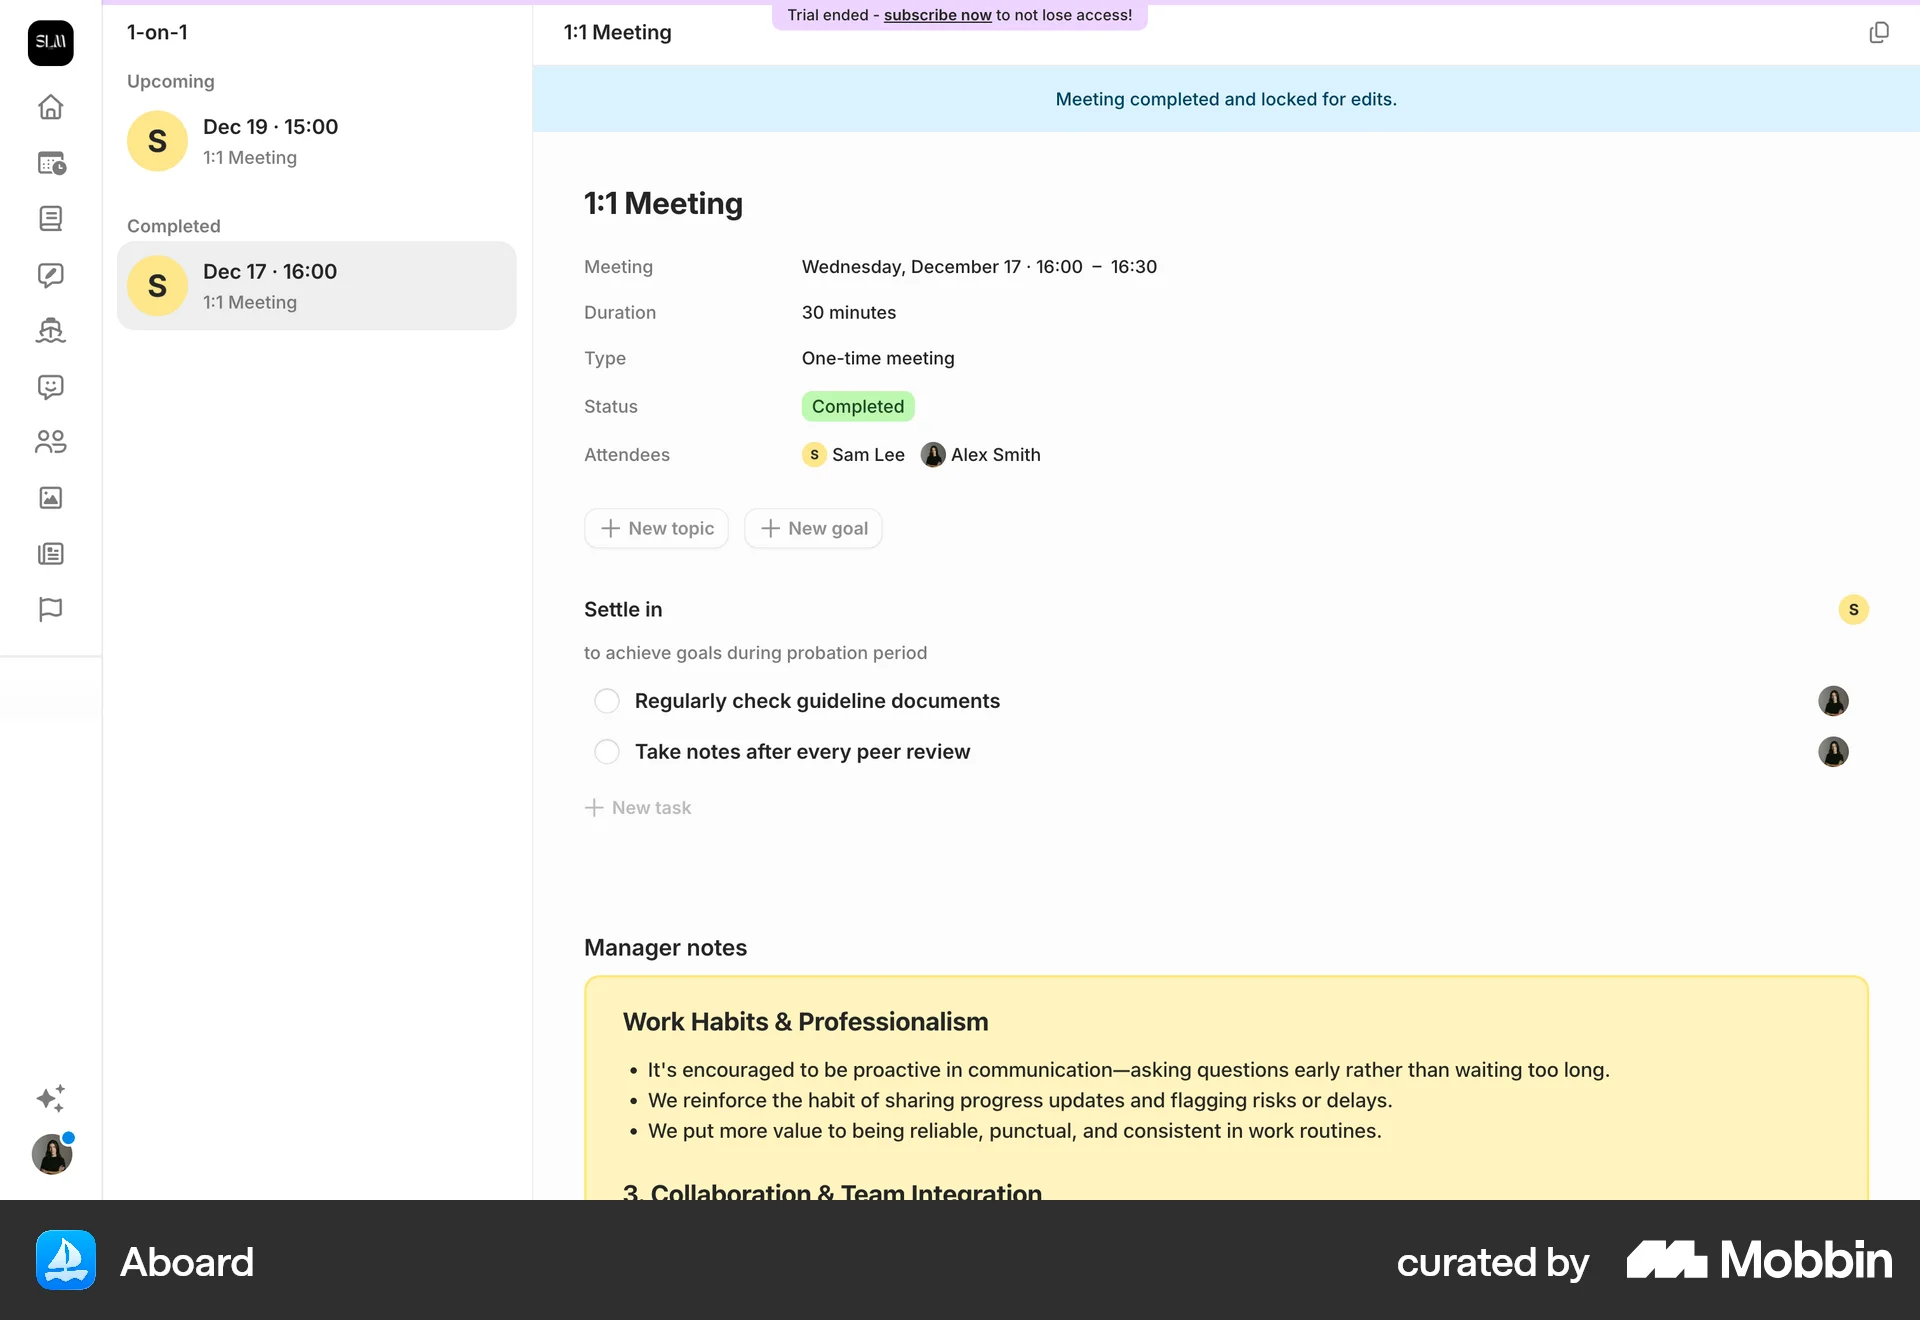 Trial ended - subscribe now to not lose access!
SLM
1-on-1
Upcoming
S
Dec 19 · 15:00
1:1 Meeting
Completed
S
Dec 17 · 16:00
1:1 Meeting
1:1 Meeting
Meeting completed and locked for edits.
1:1 Meeting
Meeting Wednesday, December 17 · 16:00 – 16:30
Duration 30 minutes
Type One-time meeting
Status Completed
Attendees S Sam Lee Alex Smith
New topic New goal
Settle in S
to achieve goals during probation period
Regularly check guideline documents
Take notes after every peer review
New task
Manager notes
Work Habits & Professionalism
• It's encouraged to be proactive in communication—asking questions early rather than waiting too long.
• We reinforce the habit of sharing progress updates and flagging risks or delays.
• We put more value to being reliable, punctual, and consistent in work routines.
3. Collaboration & Team Integration
Aboard curated by Mobbin